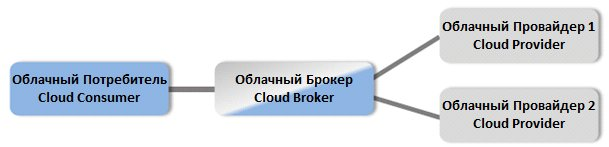 Облачный Потребитель
Cloud Consumer
Облачный Брокер
Cloud Broker
Облачный Провайдер 1
Cloud Provider
Облачный Провайдер 2
Cloud Provider